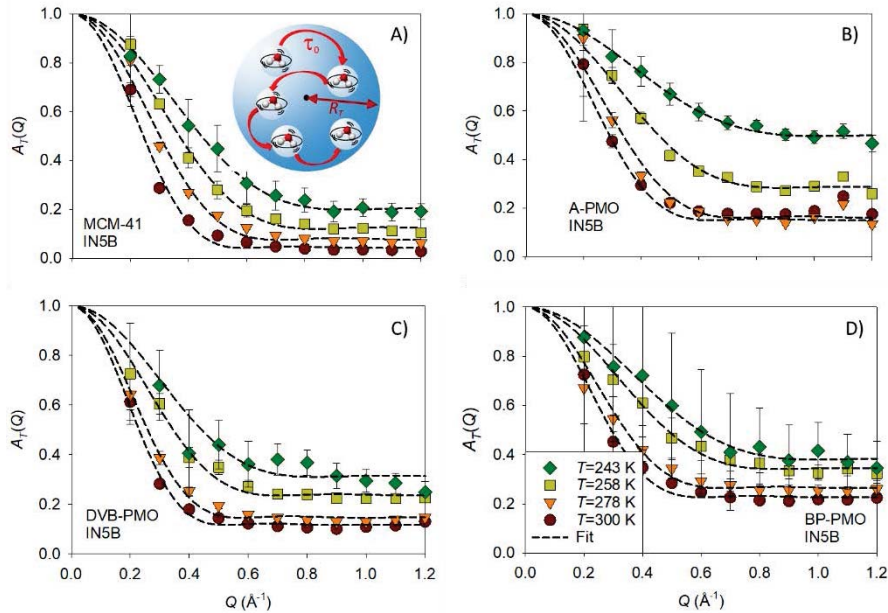 A)
A_T(Q)
1.0
0.8
0.6
0.4
0.2
0.0
τ₀
R_T
MCM-41
IN5B
B)
A_T(Q)
1.0
0.8
0.6
0.4
0.2
0.0
A-PMO
IN5B
C)
A_T(Q)
1.0
0.8
0.6
0.4
0.2
0.0
DVB-PMO
IN5B
0.0 0.2 0.4 0.6 0.8 1.0 1.2
Q (Å⁻¹)
D)
A_T(Q)
1.0
0.8
0.6
0.4
0.2
0.0
T=243 K
T=258 K
T=278 K
T=300 K
Fit
BP-PMO
IN5B
0.0 0.2 0.4 0.6 0.8 1.0 1.2
Q (Å⁻¹)